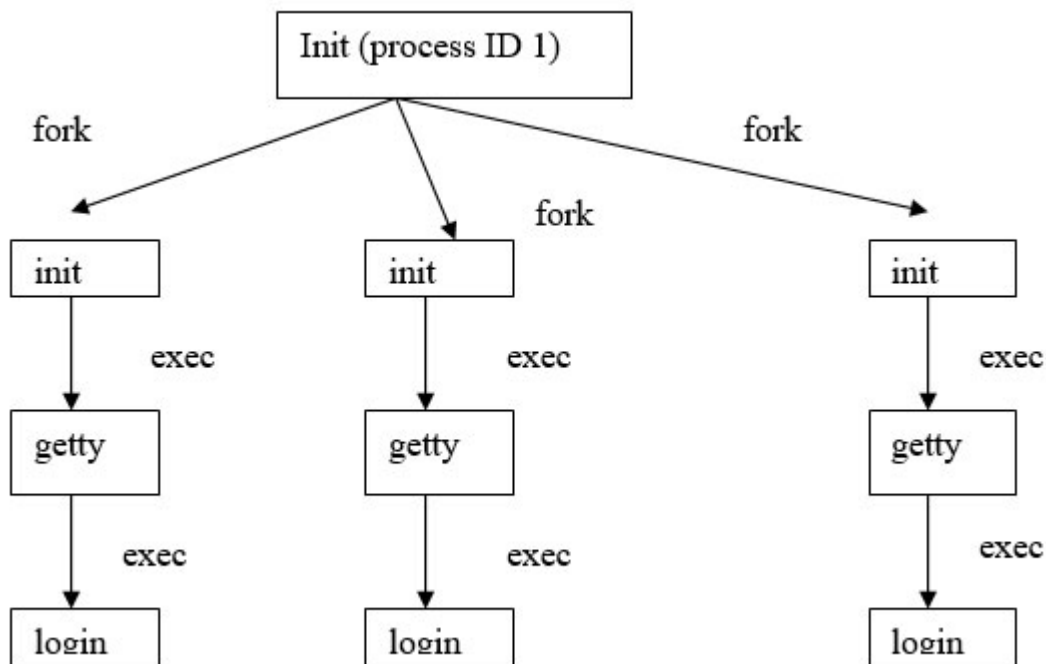 Init (process ID 1)
fork
fork
fork
init
init
init
exec
exec
exec
getty
getty
getty
exec
exec
exec
login
login
login